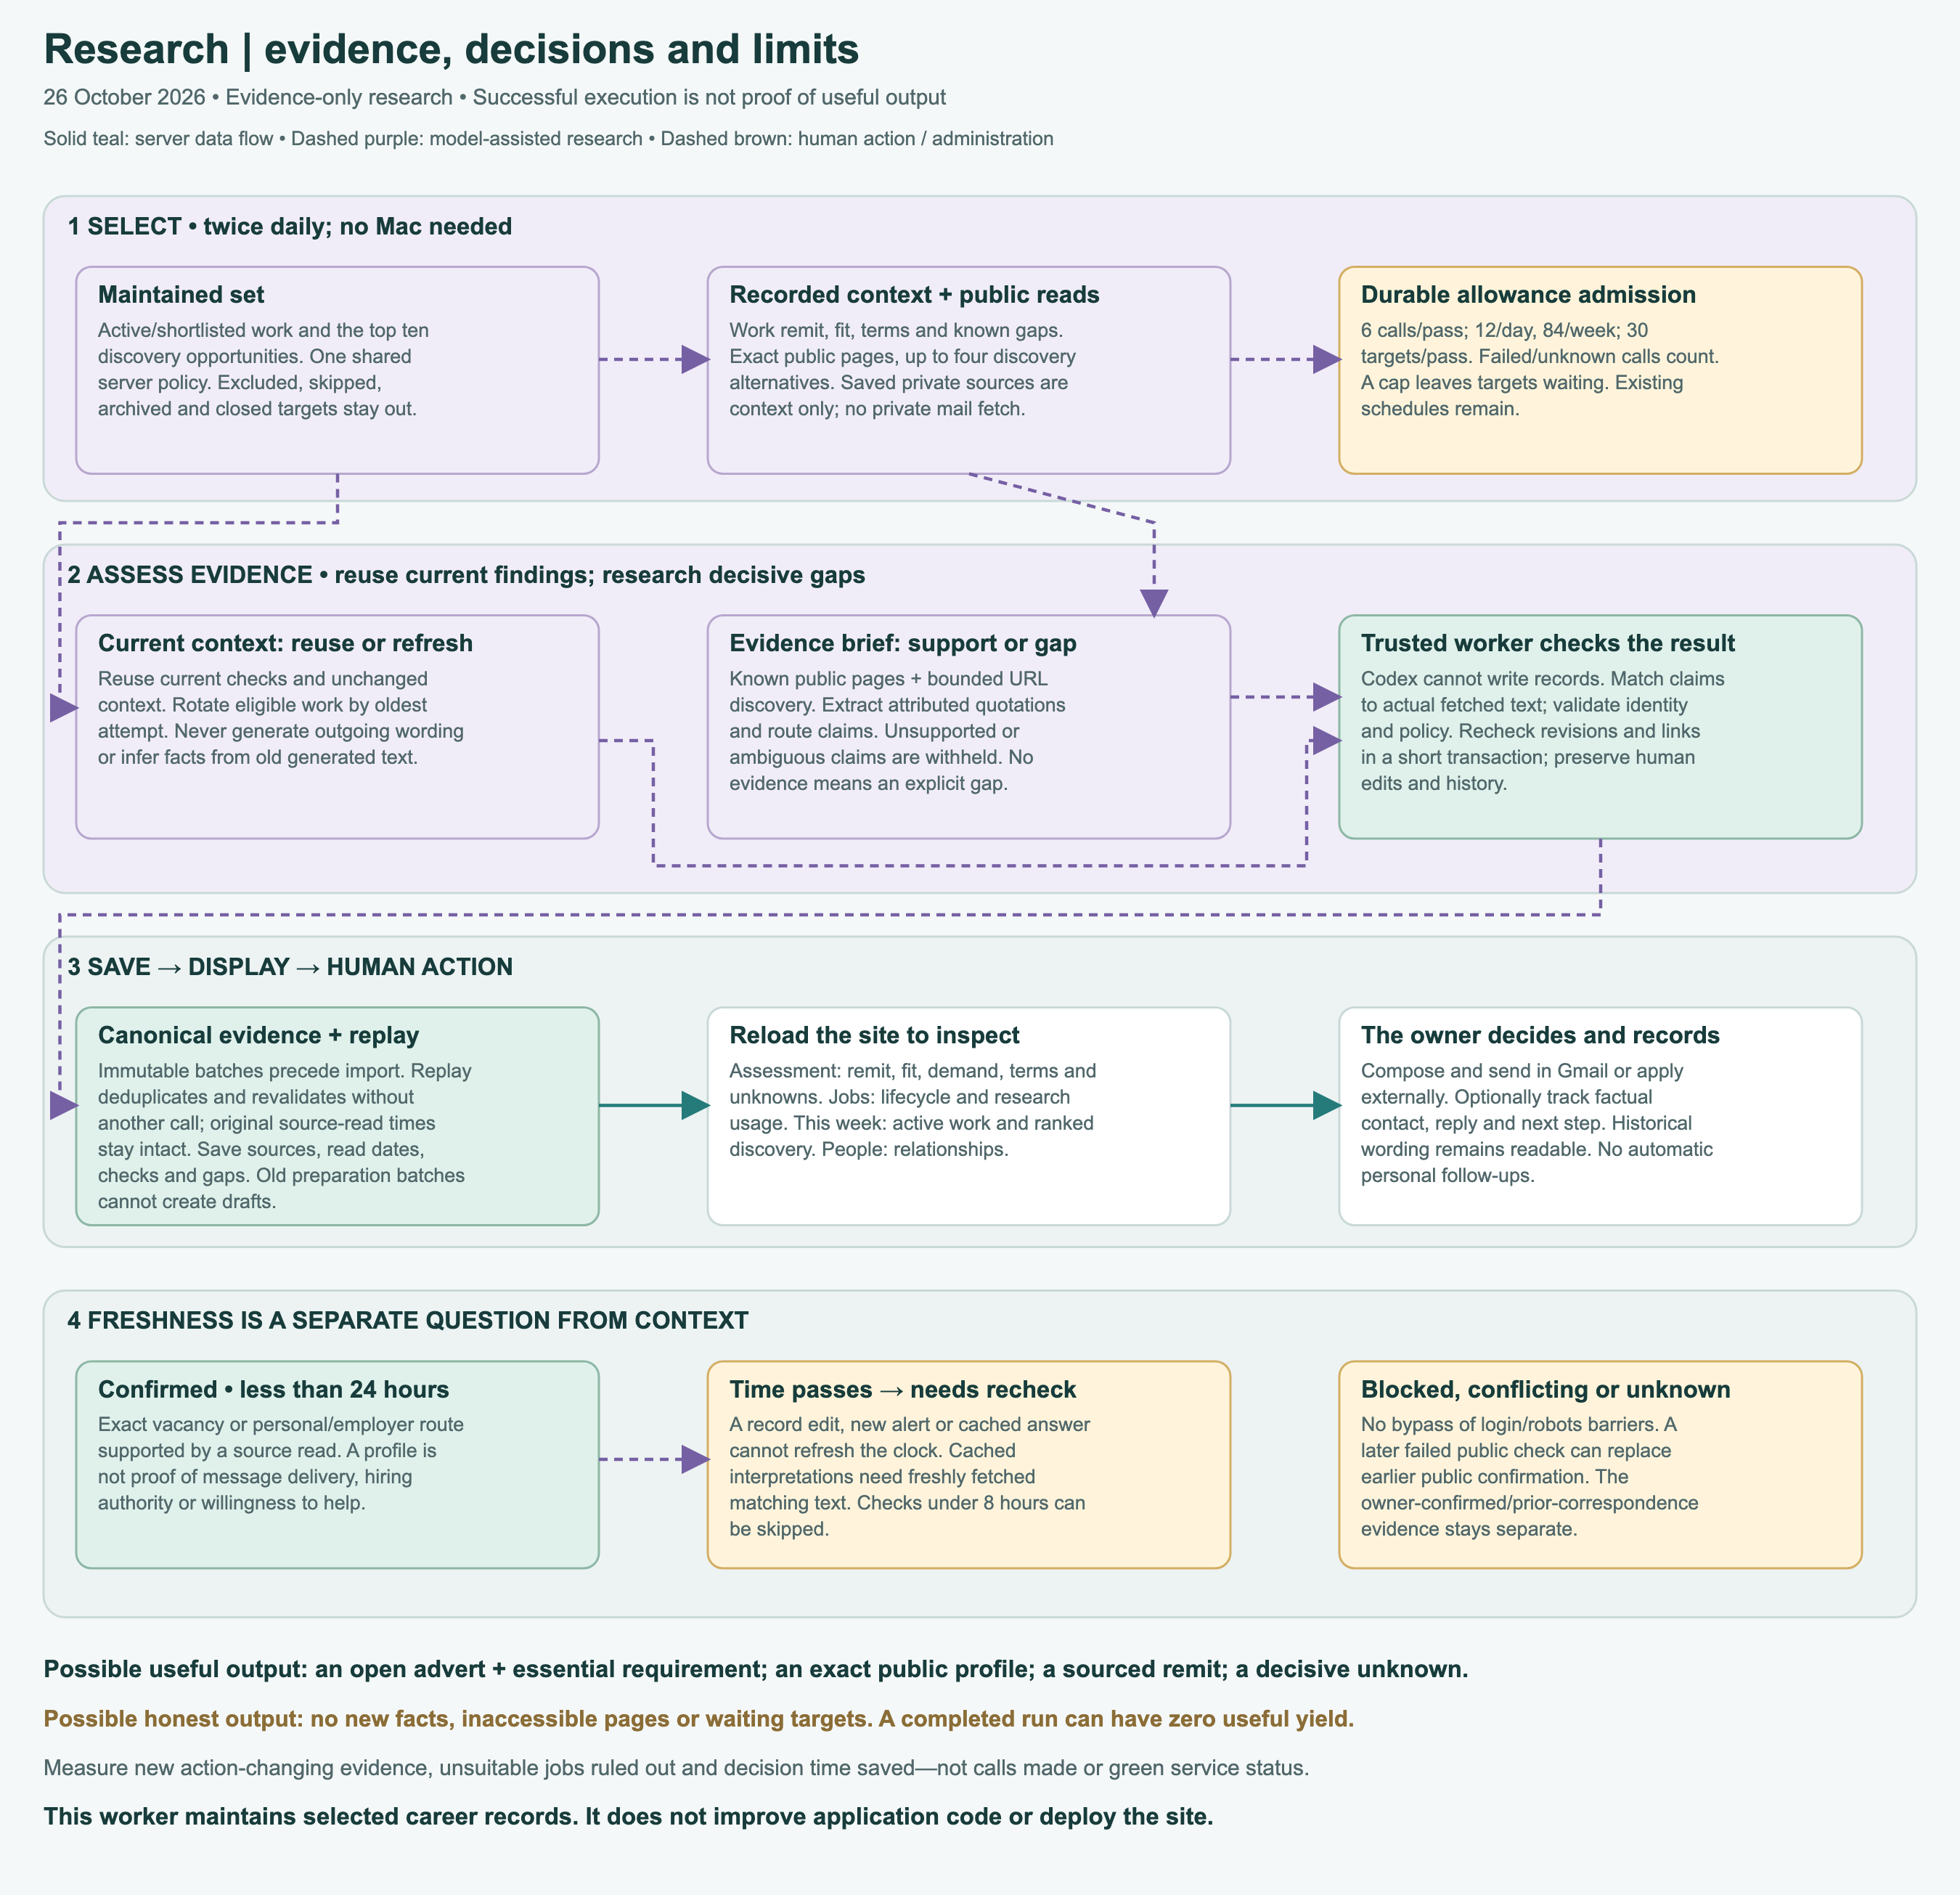 Research | evidence, decisions and limits
26 October 2026 • Evidence-only research • Successful execution is not proof of useful output
Solid teal: server data flow • Dashed purple: model-assisted research • Dashed brown: human action / administration
1 SELECT • twice daily; no Mac needed
Maintained set
Active/shortlisted work and the top ten
discovery opportunities. One shared
server policy. Excluded, skipped,
archived and closed targets stay out.
Recorded context + public reads
Work remit, fit, terms and known gaps.
Exact public pages, up to four discovery
alternatives. Saved private sources are
context only; no private mail fetch.
Durable allowance admission
6 calls/pass; 12/day, 84/week; 30
targets/pass. Failed/unknown calls count.
A cap leaves targets waiting. Existing
schedules remain.
2 ASSESS EVIDENCE • reuse current findings; research decisive gaps
Current context: reuse or refresh
Reuse current checks and unchanged
context. Rotate eligible work by oldest
attempt. Never generate outgoing wording
or infer facts from old generated text.
Evidence brief: support or gap
Known public pages + bounded URL
discovery. Extract attributed quotations
and route claims. Unsupported or
ambiguous claims are withheld. No
evidence means an explicit gap.
Trusted worker checks the result
Codex cannot write records. Match claims
to actual fetched text; validate identity
and policy. Recheck revisions and links
in a short transaction; preserve human
edits and history.
3 SAVE → DISPLAY → HUMAN ACTION
Canonical evidence + replay
Immutable batches precede import. Replay
deduplicates and revalidates without
another call; original source-read times
stay intact. Save sources, read dates,
checks and gaps. Old preparation batches
cannot create drafts.
Reload the site to inspect
Assessment: remit, fit, demand, terms and
unknowns. Jobs: lifecycle and research
usage. This week: active work and ranked
discovery. People: relationships.
The owner decides and records
Compose and send in Gmail or apply
externally. Optionally track factual
contact, reply and next step. Historical
wording remains readable. No automatic
personal follow-ups.
4 FRESHNESS IS A SEPARATE QUESTION FROM CONTEXT
Confirmed • less than 24 hours
Exact vacancy or personal/employer route
supported by a source read. A profile is
not proof of message delivery, hiring
authority or willingness to help.
Time passes → needs recheck
A record edit, new alert or cached answer
cannot refresh the clock. Cached
interpretations need freshly fetched
matching text. Checks under 8 hours can
be skipped.
Blocked, conflicting or unknown
No bypass of login/robots barriers. A
later failed public check can replace
earlier public confirmation. The
owner-confirmed/prior-correspondence
evidence stays separate.
Possible useful output: an open advert + essential requirement; an exact public profile; a sourced remit; a decisive unknown.
Possible honest output: no new facts, inaccessible pages or waiting targets. A completed run can have zero useful yield.
Measure new action-changing evidence, unsuitable jobs ruled out and decision time saved—not calls made or green service status.
This worker maintains selected career records. It does not improve application code or deploy the site.